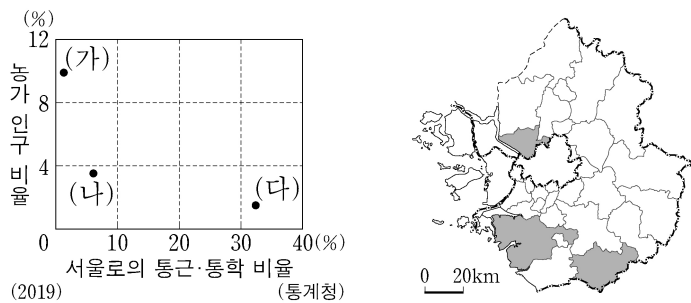 (%)
12
8
4
0
농가 인구 비율
(가)
(나)
(다)
10 20 30 40(%)
서울로의 통근·통학 비율
(2019) (통계청)
0 20km